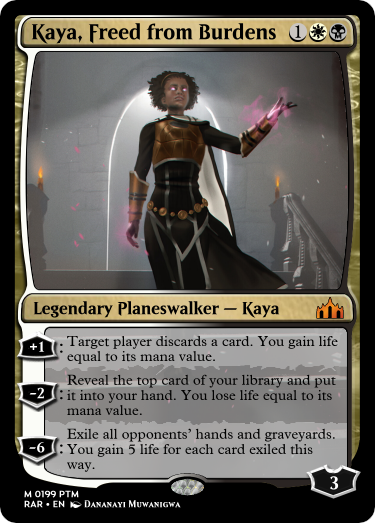 Kaya, Freed from Burdens 1
Legendary Planeswalker — Kaya
+1: Target player discards a card. You gain life
equal to its mana value.
-2: Reveal the top card of your library and put
it into your hand. You lose life equal to its
mana value.
-6: Exile all opponents' hands and graveyards.
You gain 5 life for each card exiled this
way.
3
M 0199 PTM
RAR • EN Dananayi Muwanigwa